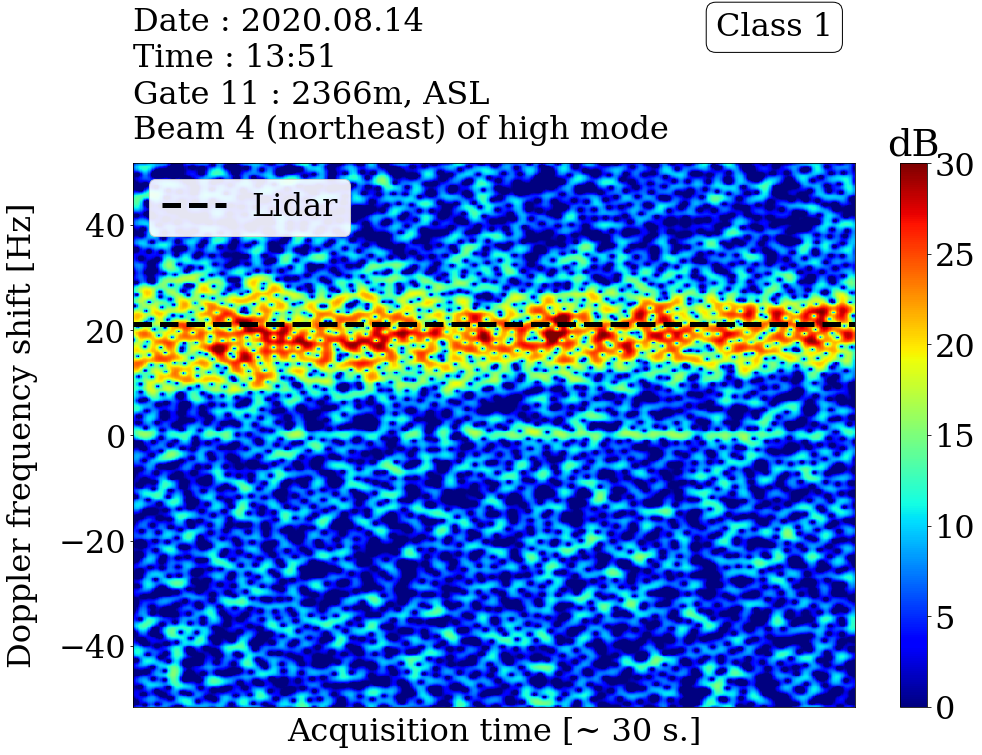 Date : 2020.08.14
Time : 13:51
Gate 11 : 2366m, ASL
Beam 4 (northeast) of high mode
Class 1
dB
Lidar
Doppler frequency shift [Hz]
40
20
0
−20
−40
30
25
20
15
10
5
0
Acquisition time [~ 30 s.]